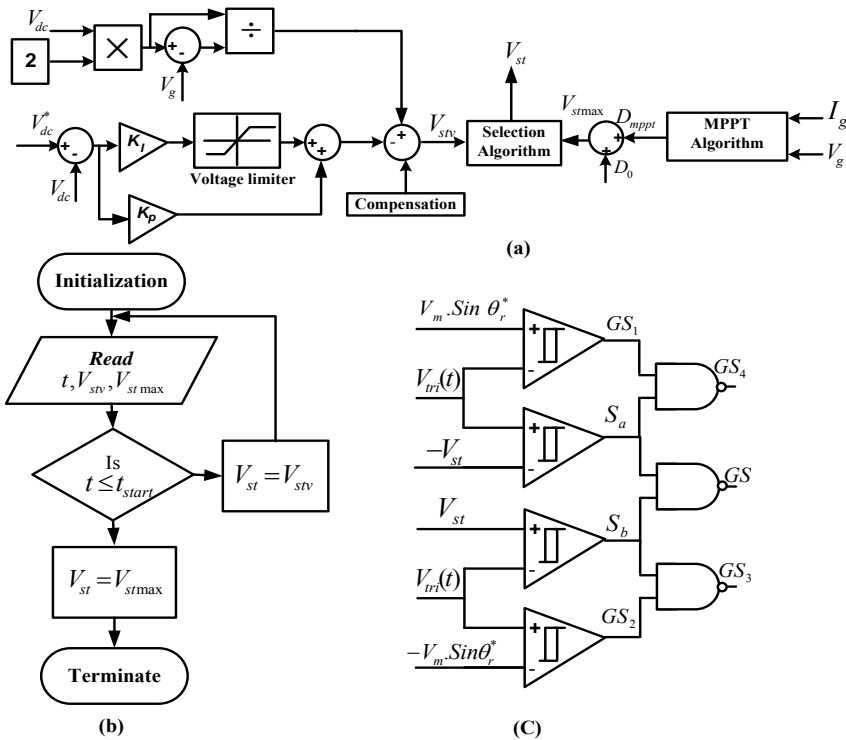 V_dc
2
×
÷
+
-
V_g
V*_dc
+
-
V_dc
K_I
Voltage limiter
K_p
+
+
-
+
Compensation
V_stv
Selection
Algorithm
V_st
V_stmax
D_mppt
+
+
D_0
MPPT
Algorithm
I_g
V_g
(a)
Initialization
Read
t,V_stv,V_st max
Is
t ≤ t_start
V_st = V_stv
V_st = V_stmax
Terminate
(b)
V_m.Sin θ*_r
+
-
GS_1
V_tri(t)
GS_4
+
-
S_a
−V_st
GS
V_st
+
-
S_b
V_tri(t)
GS_3
+
-
GS_2
−V_m.Sinθ*_r
(C)